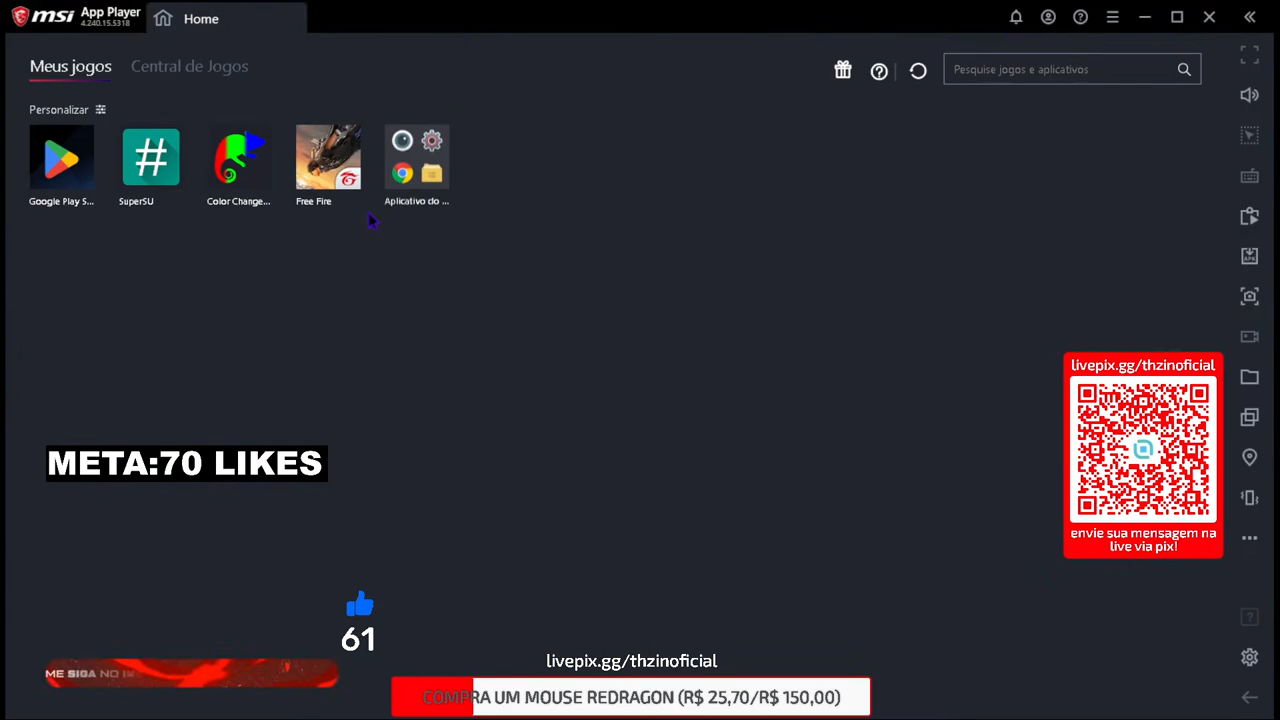 msi App Player
4.240.15.5318
Home
Meus jogos
Central de Jogos
Pesquise jogos e aplicativos
Personalizar
Google Play S...
SuperSU
Color Change...
Free Fire
Aplicativo do ...
APK
livepix.gg/thzinoficial
envie sua mensagem na
live via pix!
META:70 LIKES
61
ME SIGA NO
livepix.gg/thzinoficial
COMPRA UM MOUSE REDRAGON (R$ 25,70/R$ 150,00)